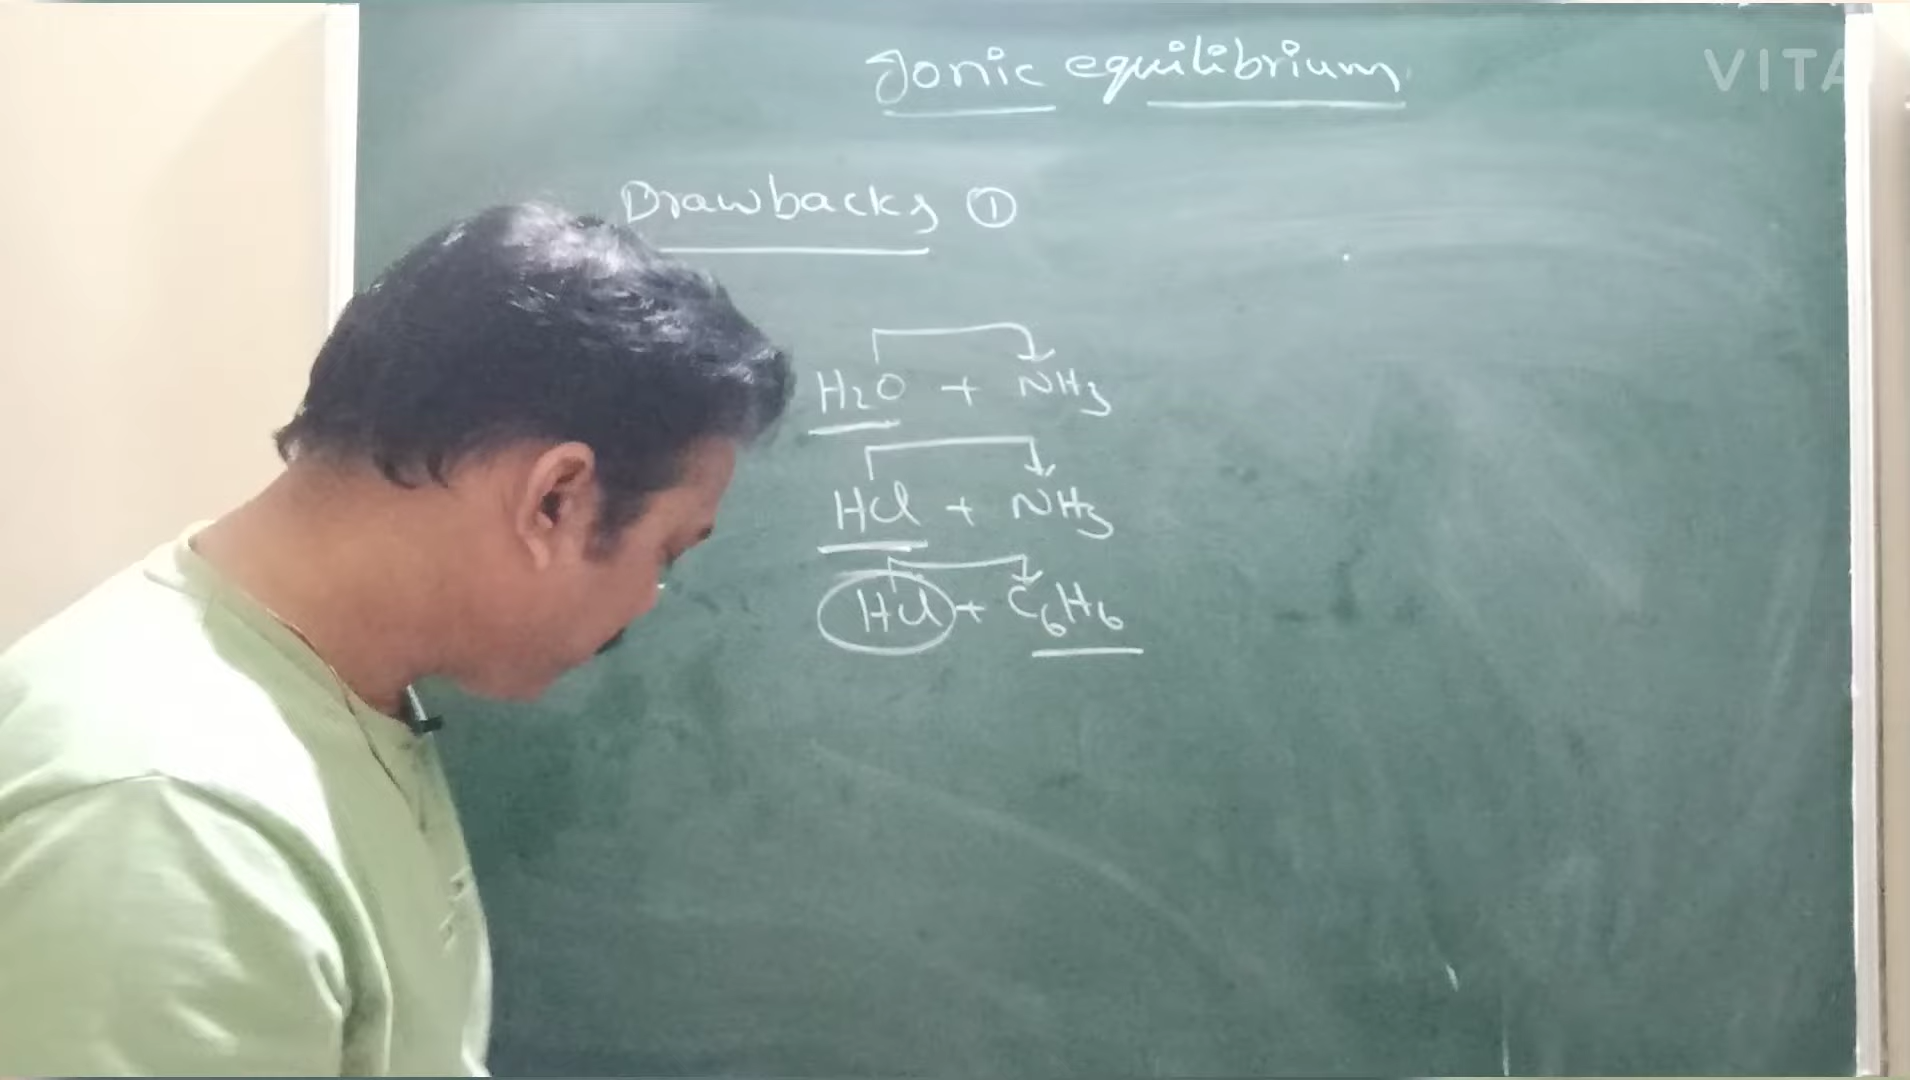 Ionic equilibrium
VITA
Drawbacks ①
H₂O + NH₃
HCl + NH₃
HCl + C₆H₆